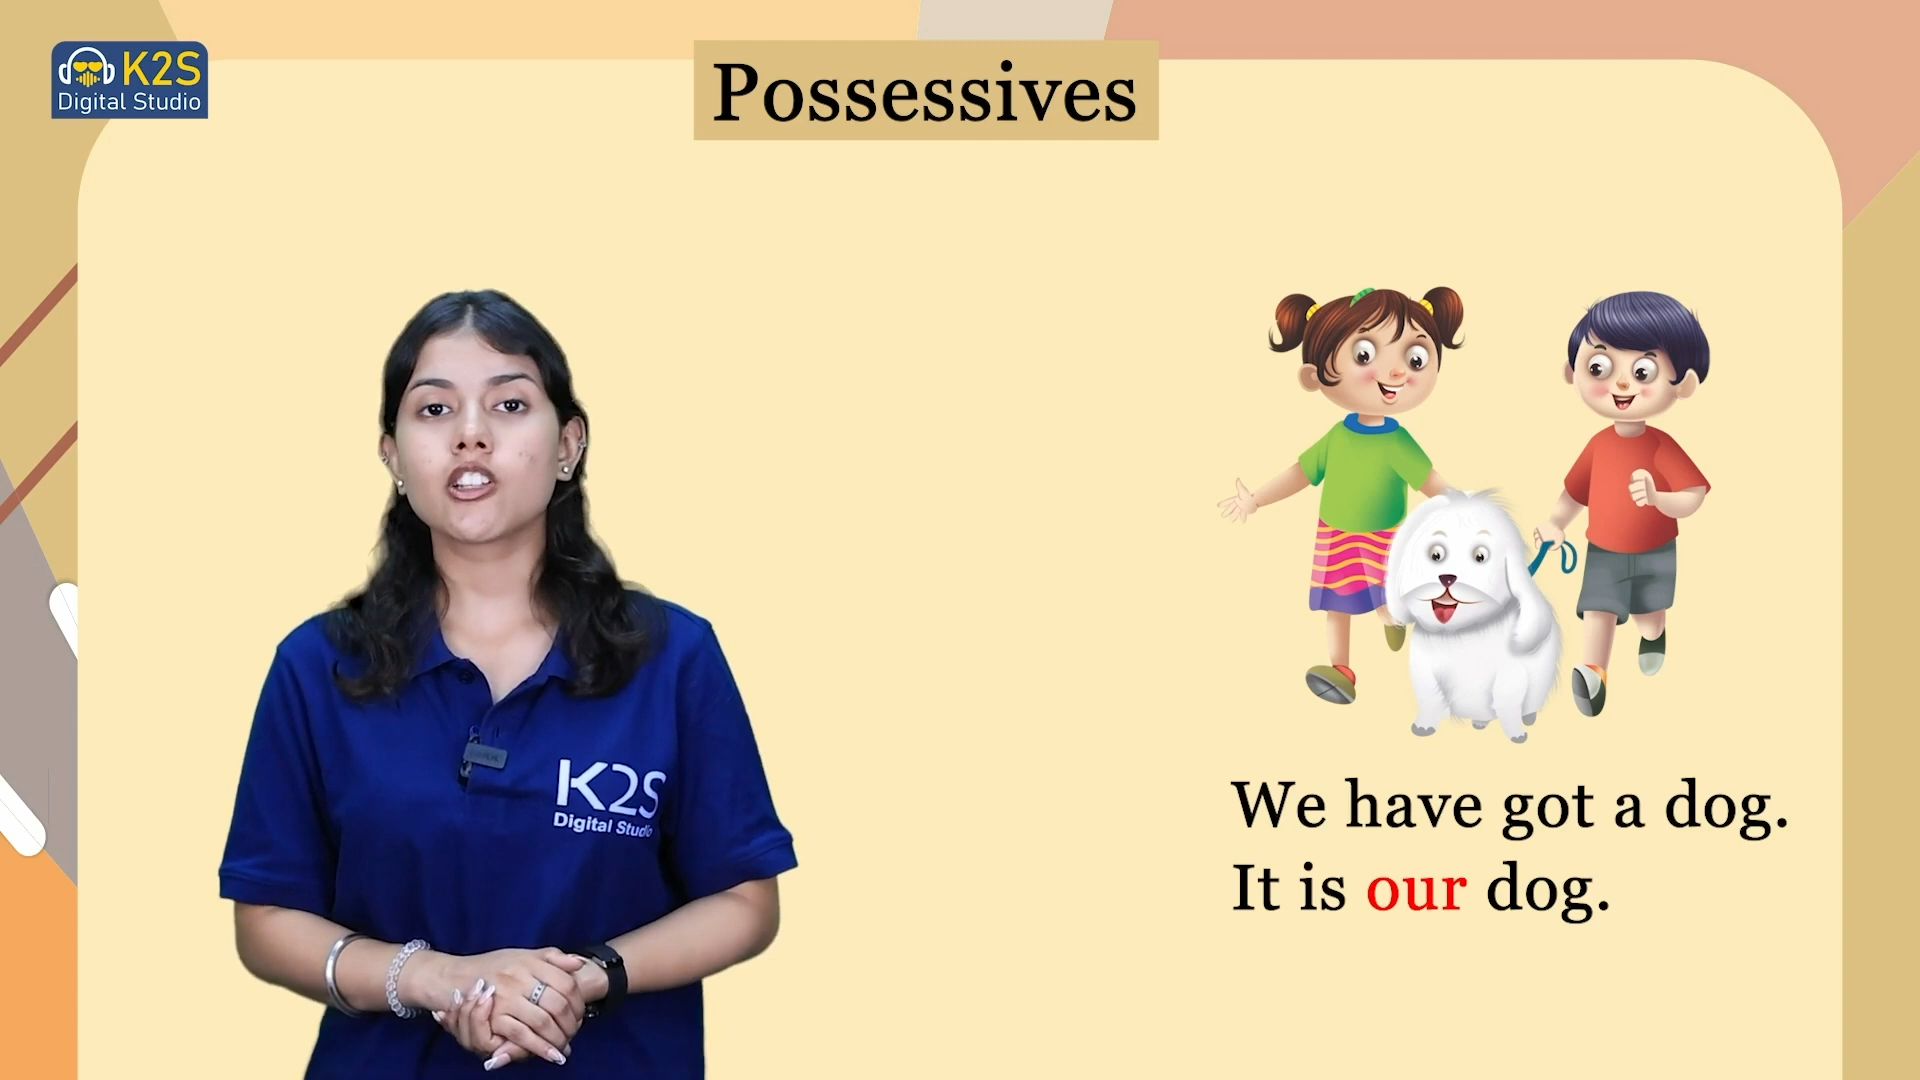 K2S
Digital Studio
Possessives
K2S
Digital Studio
We have got a dog.
It is our dog.